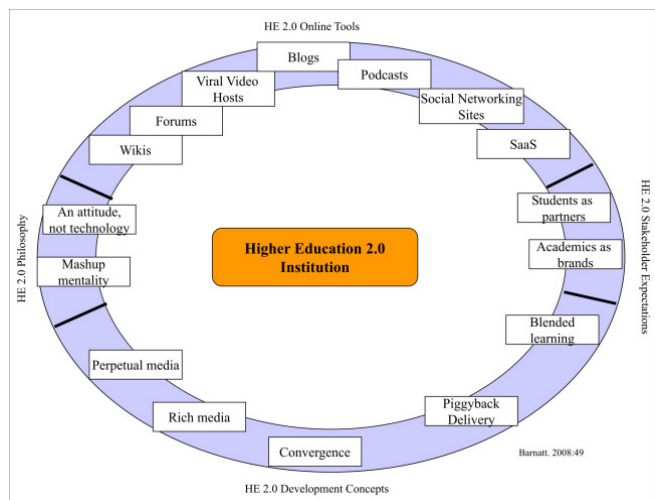 HE 2.0 Online Tools
Blogs
Podcasts
Viral Video
Hosts
Social Networking
Sites
Forums
SaaS
Wikis
Students as
partners
An attitude,
not technology
Academics as
brands
Mashup
mentality
HE 2.0 Philosophy
HE 2.0 Stakeholder Expectations
Higher Education 2.0
Institution
Blended
learning
Perpetual media
Piggyback
Delivery
Rich media
Convergence
Barnatt. 2008:49
HE 2.0 Development Concepts